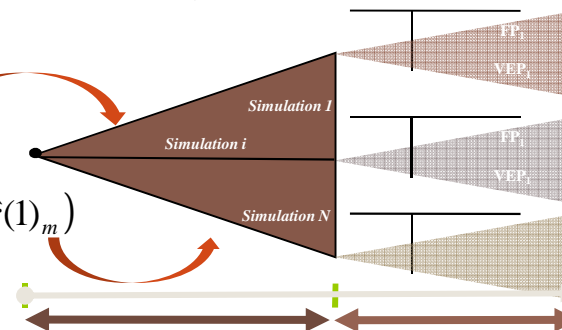 FP₁
VEP₁
Simulation 1
Simulation i
FP₁
VEP₁
Simulation N
(1)ₘ)